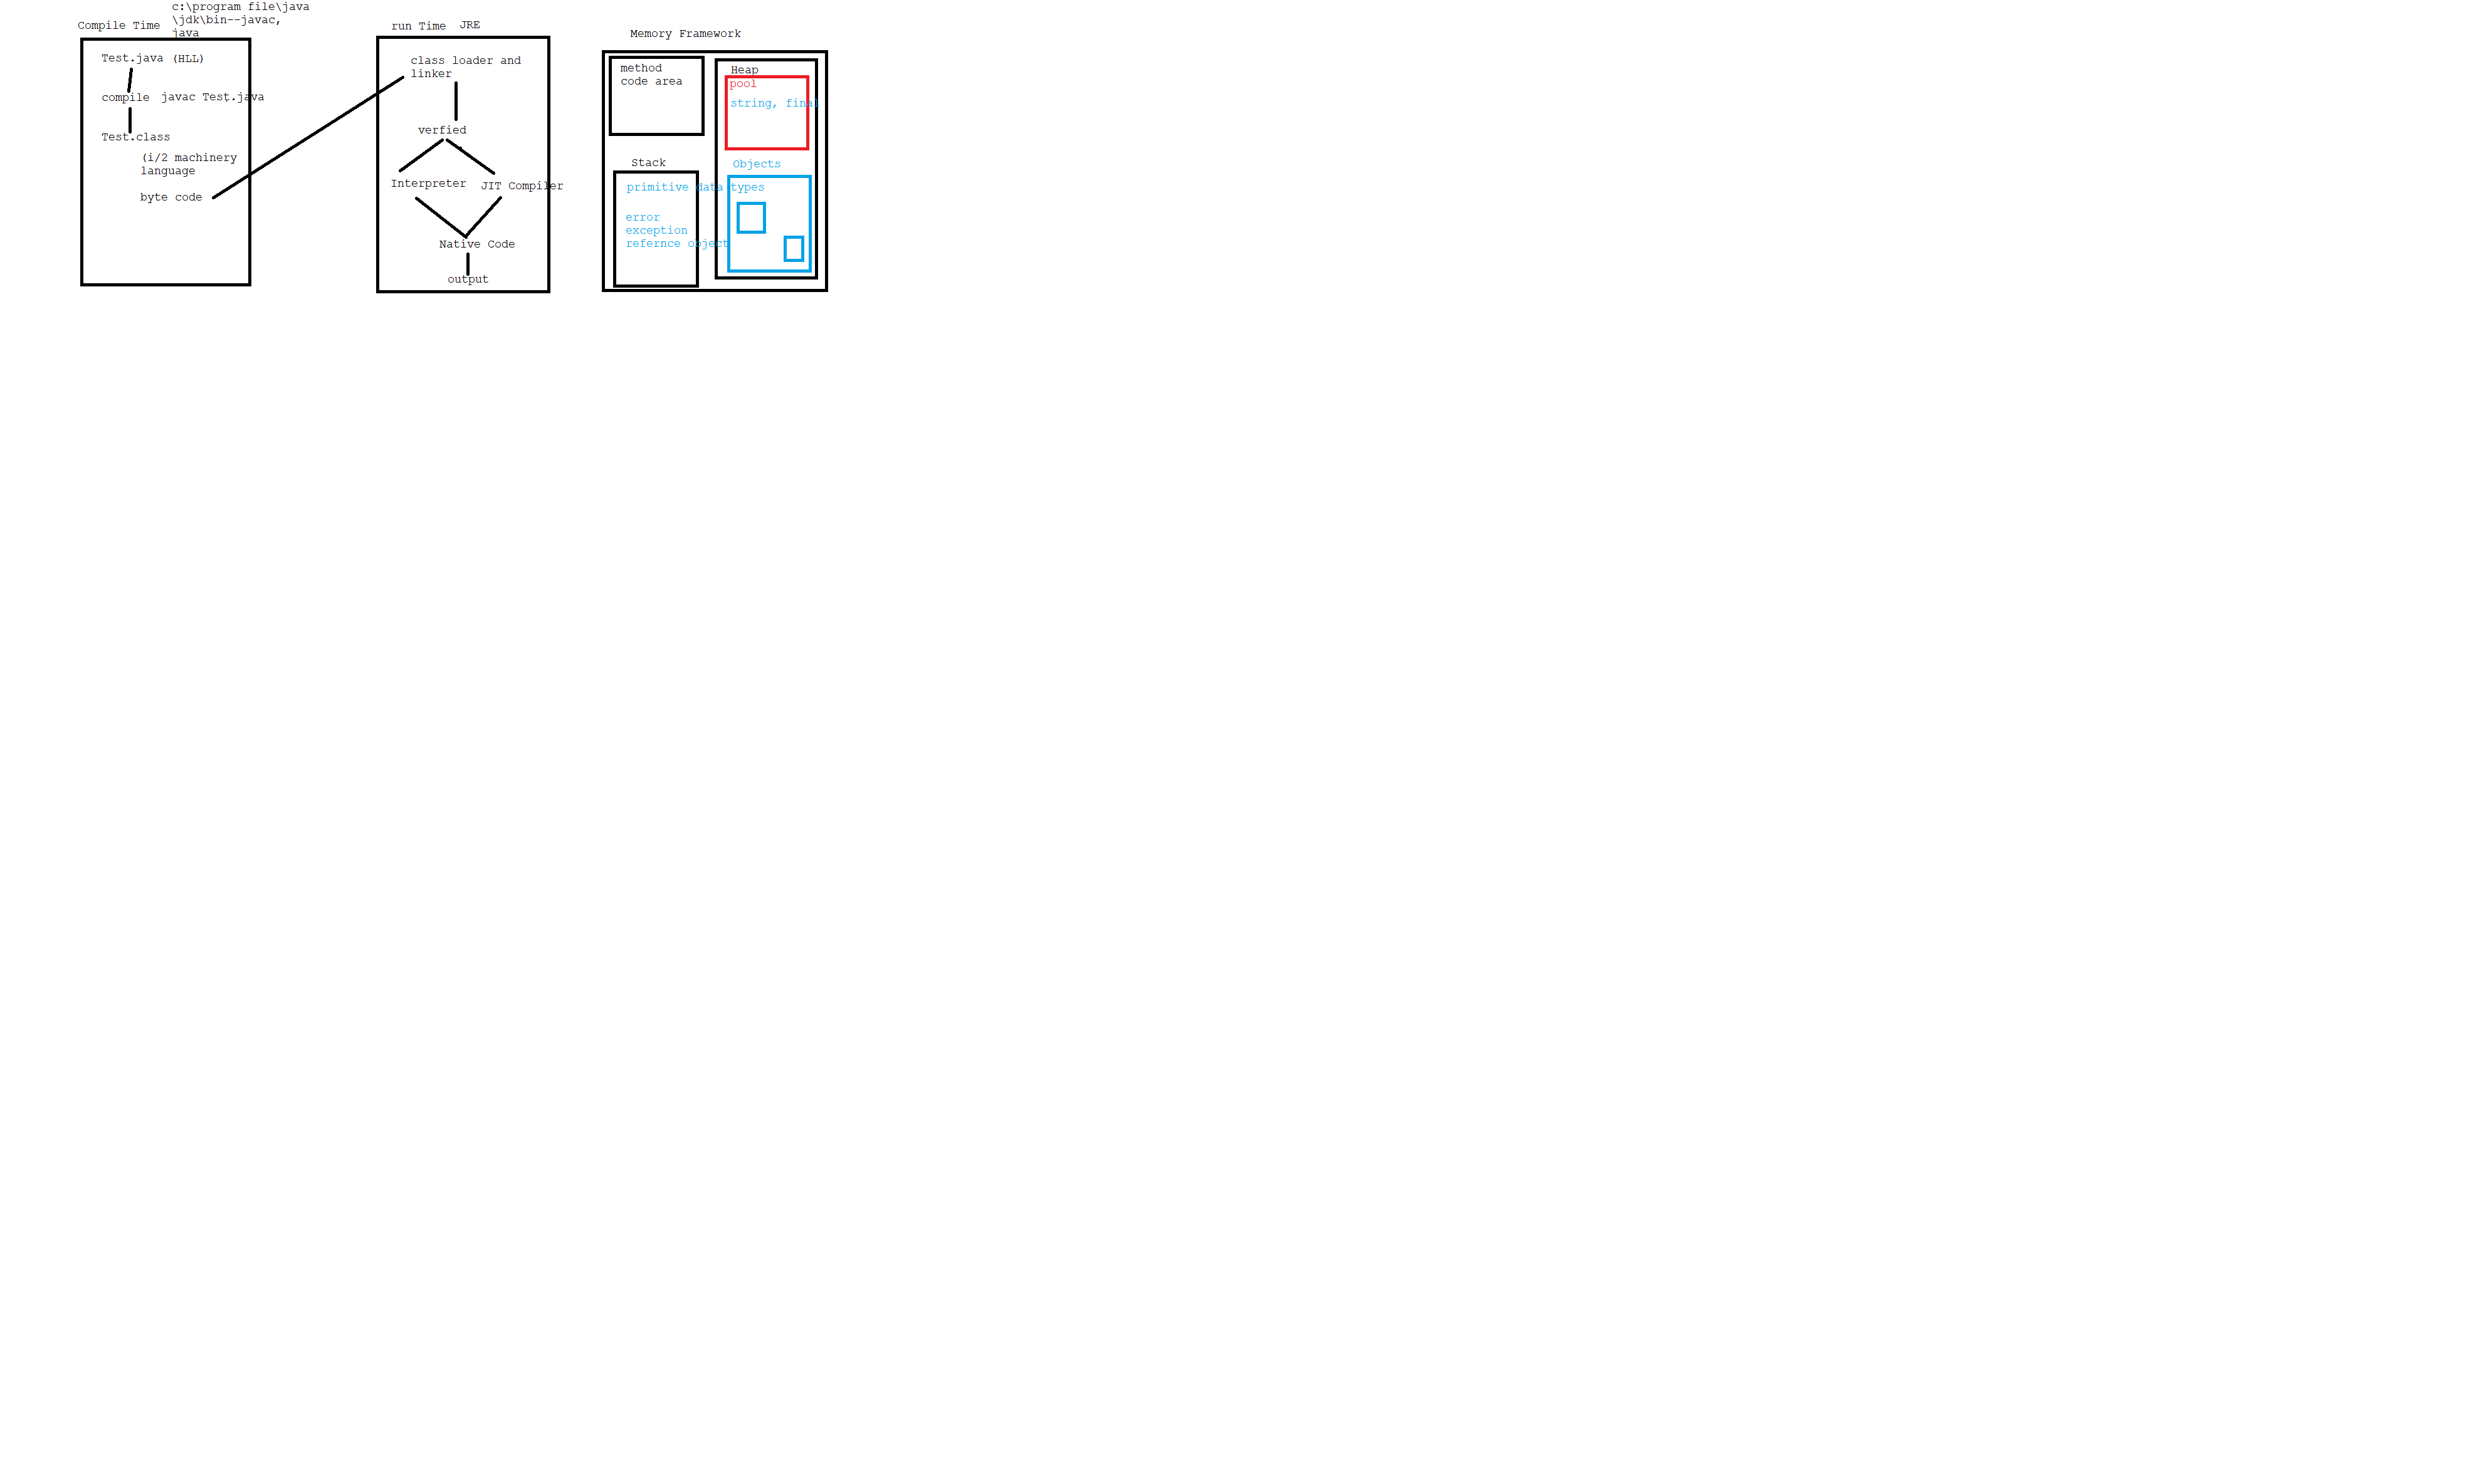 c:\program file\java
\jdk\bin--javac,
java
Compile Time
Test.java (HLL)
compile javac Test.java
Test.class
(i/2 machinery
language
byte code
run Time JRE
class loader and
linker
verfied
Interpreter JIT Compiler
Native Code
output
Memory Framework
method
code area
Stack
primitive data types
error
exception
refernce object
Heap
pool
string, final
Objects